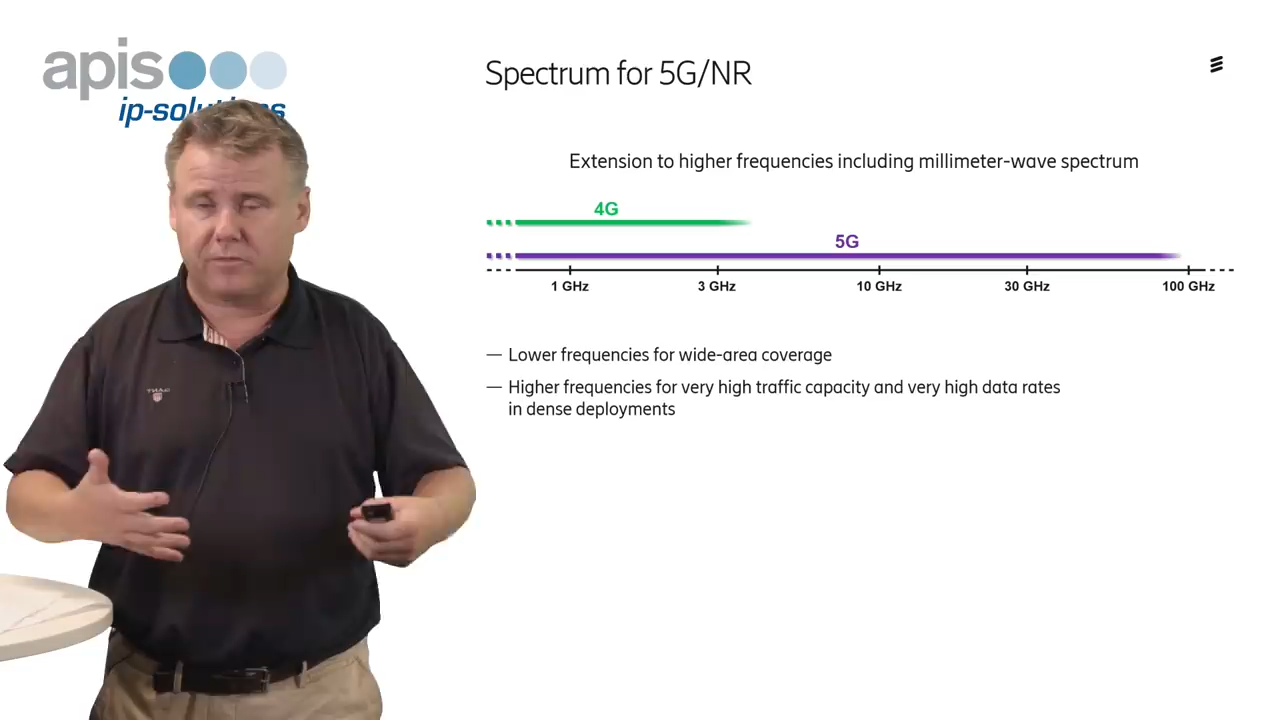 apis
ip-solutions
Spectrum for 5G/NR
Extension to higher frequencies including millimeter-wave spectrum
4G
5G
1 GHz 3 GHz 10 GHz 30 GHz 100 GHz
— Lower frequencies for wide-area coverage
— Higher frequencies for very high traffic capacity and very high data rates
in dense deployments